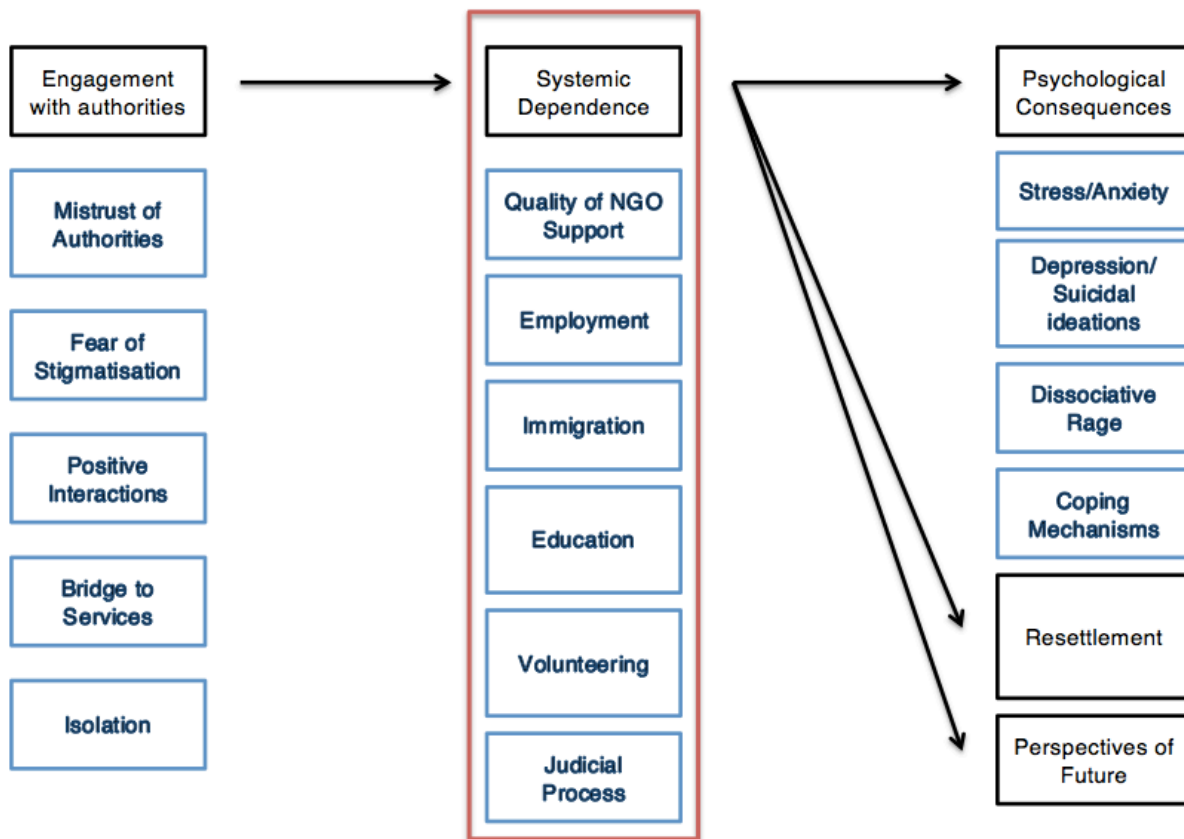 Engagement
with authorities
Mistrust of
Authorities
Fear of
Stigmatisation
Positive
Interactions
Bridge to
Services
Isolation
Systemic
Dependence
Quality of NGO
Support
Employment
Immigration
Education
Volunteering
Judicial
Process
Psychological
Consequences
Stress/Anxiety
Depression/
Suicidal
ideations
Dissociative
Rage
Coping
Mechanisms
Resettlement
Perspectives of
Future